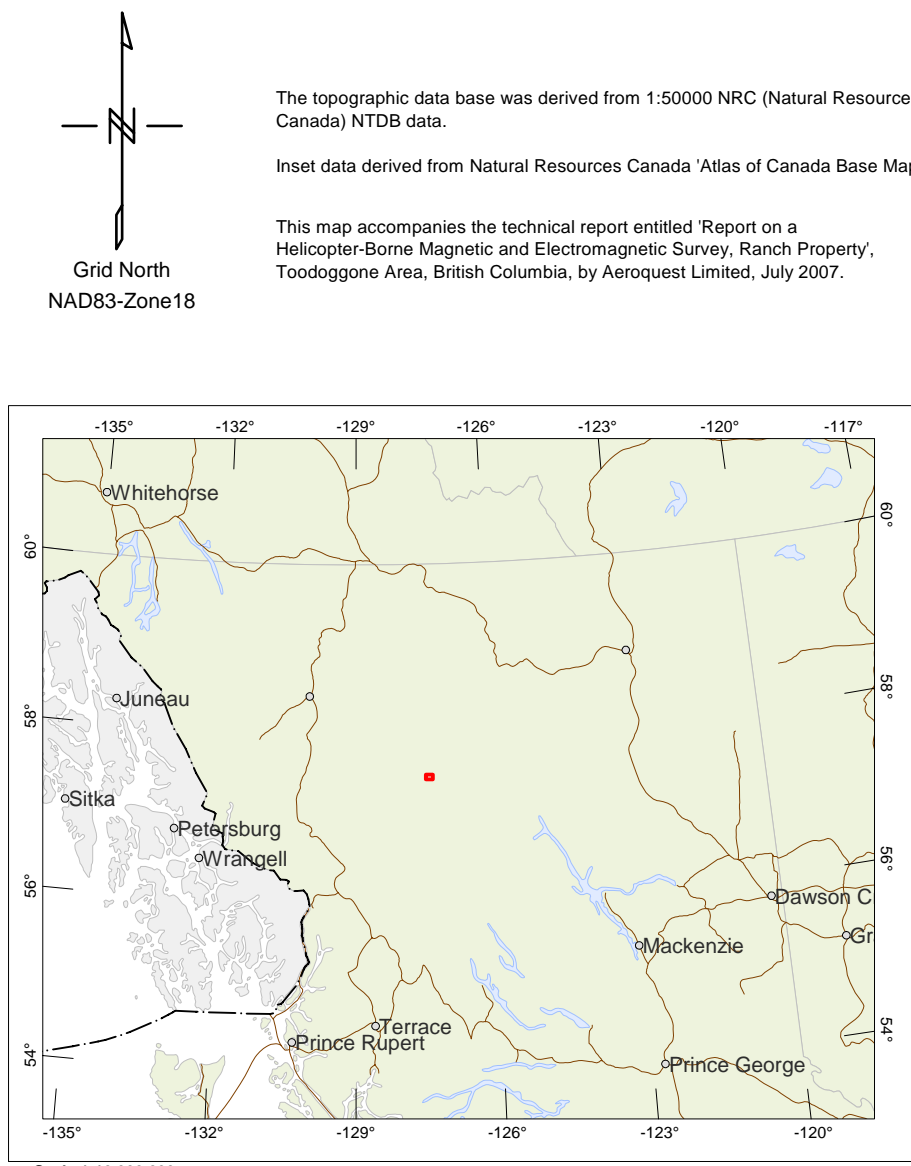 The topographic data base was derived from 1:50000 NRC (Natural Resource
Canada) NTDB data.
Inset data derived from Natural Resources Canada 'Atlas of Canada Base Map
This map accompanies the technical report entitled 'Report on a
Helicopter-Borne Magnetic and Electromagnetic Survey, Ranch Property',
Toodoggone Area, British Columbia, by Aeroquest Limited, July 2007.
N
Grid North
NAD83-Zone18
-135° -132° -129° -126° -123° -120° -117°
Whitehorse
60° 60°
Juneau
58° 58°
Sitka
Petersburg
Wrangell
56° 56°
Dawson C
Gr
Mackenzie
Terrace
Prince Rupert
54° 54°
Prince George
-135° -132° -129° -126° -123° -120°